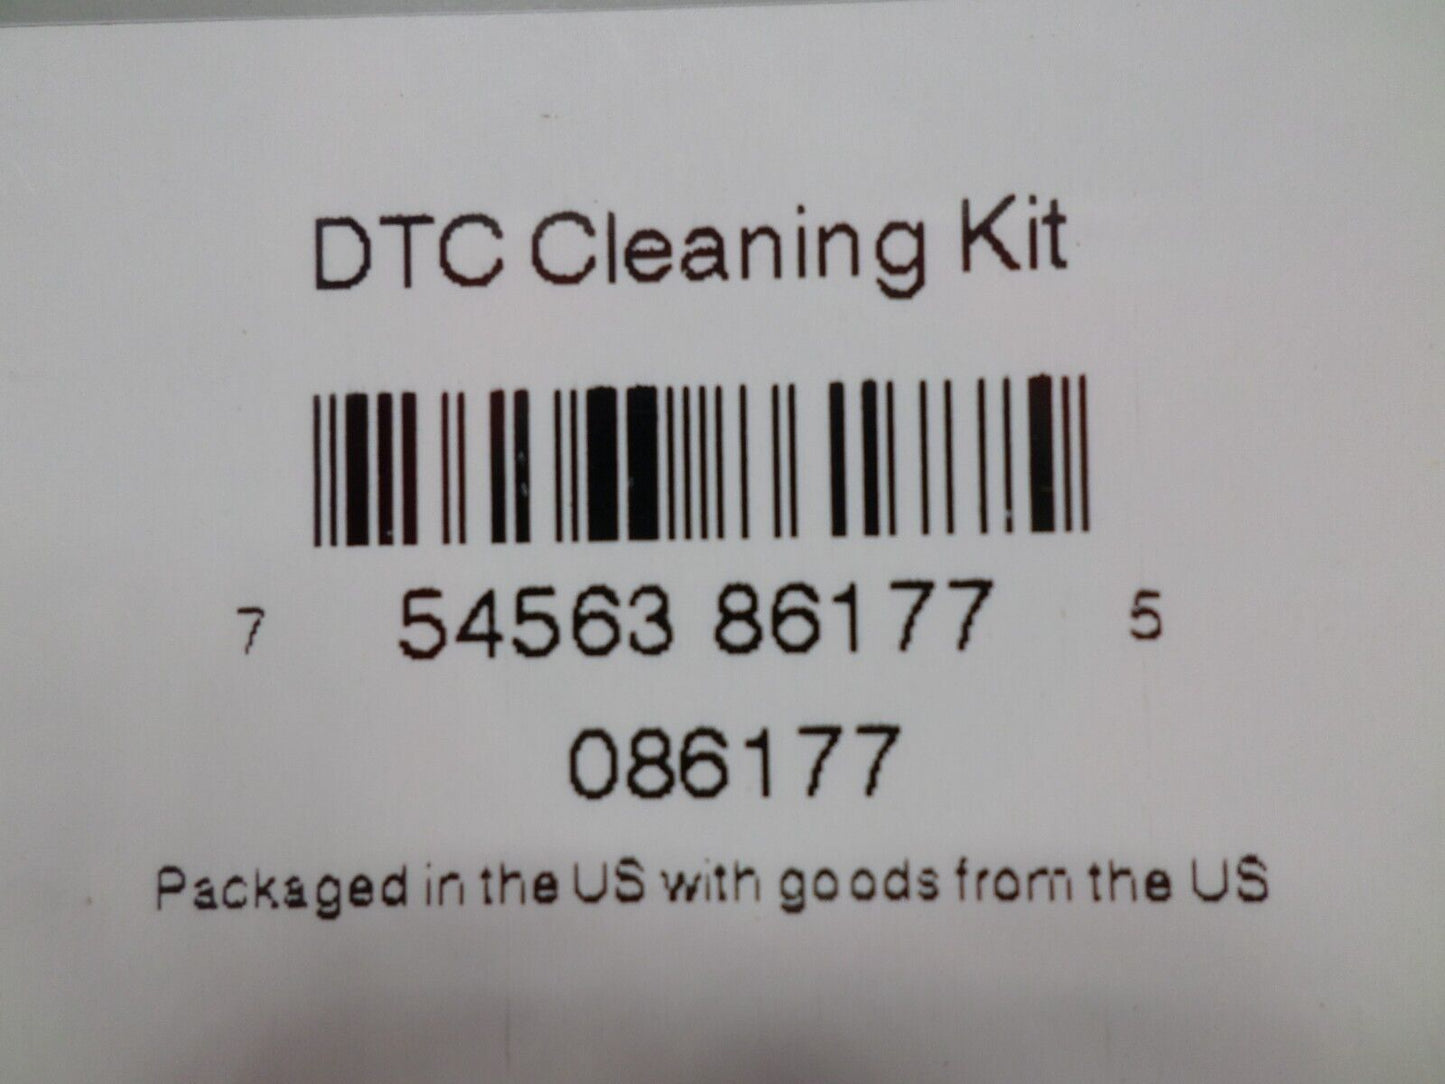 DTC Cleaning Kit
7 54563 86177 5
086177
Packaged in the US with goods from the US